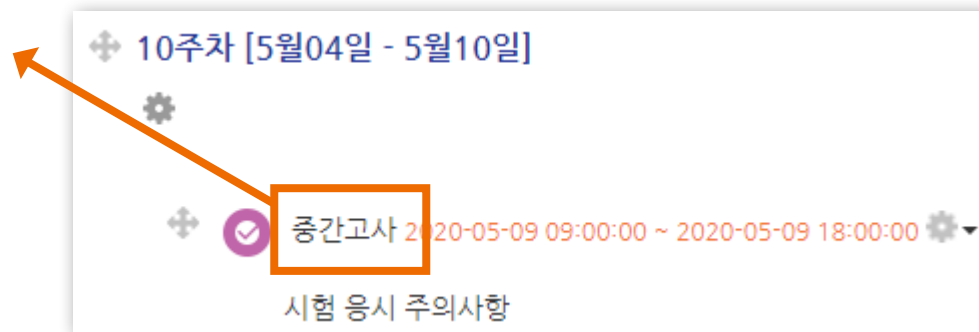 10주차 [5월04일 - 5월10일]
중간고사 2020-05-09 09:00:00 ~ 2020-05-09 18:00:00
시험 응시 주의사항